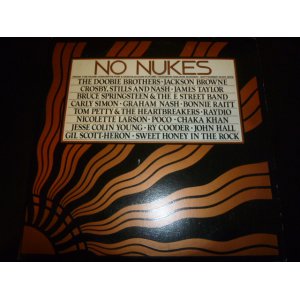 NO NUKES
THE DOOBIE BROTHERS • JACKSON BROWNE
CROSBY, STILLS AND NASH • JAMES TAYLOR
BRUCE SPRINGSTEEN & THE E STREET BAND
CARLY SIMON • GRAHAM NASH • BONNIE RAITT
TOM PETTY & THE HEARTBREAKERS • RAYDIO
NICOLETTE LARSON • POCO • CHAKA KHAN
JESSE COLIN YOUNG • RY COODER • JOHN HALL
GIL SCOTT-HERON • SWEET HONEY IN THE ROCK